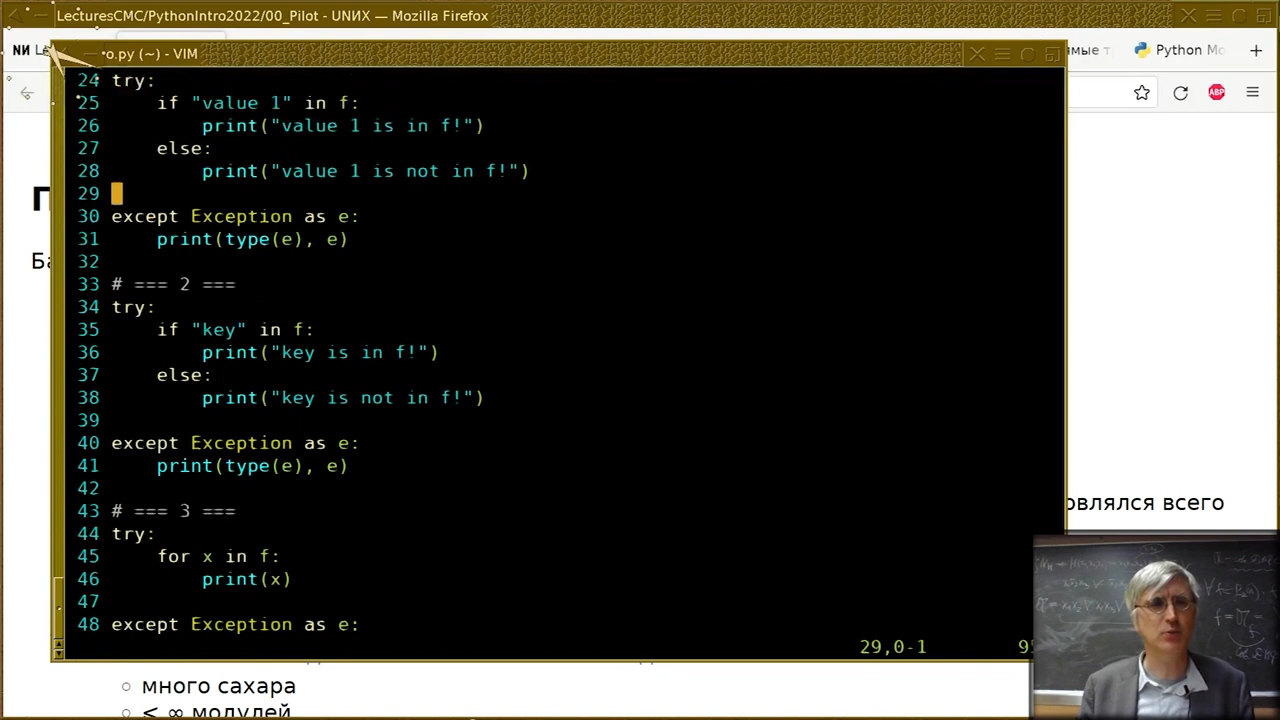 LecturesCMC/PythonIntro2022/00_Pilot - UNИX — Mozilla Firefox
o.py (~) - VIM
Python Mo
ABP
24 try:
25     if "value 1" in f:
26         print("value 1 is in f!")
27     else:
28         print("value 1 is not in f!")
29
30 except Exception as e:
31     print(type(e), e)
32
33 # === 2 ===
34 try:
35     if "key" in f:
36         print("key is in f!")
37     else:
38         print("key is not in f!")
39
40 except Exception as e:
41     print(type(e), e)
42
43 # === 3 ===
44 try:
45     for x in f:
46         print(x)
47
48 except Exception as e:
29,0-1
овлялся всего
много сахара
< ∞ модулей